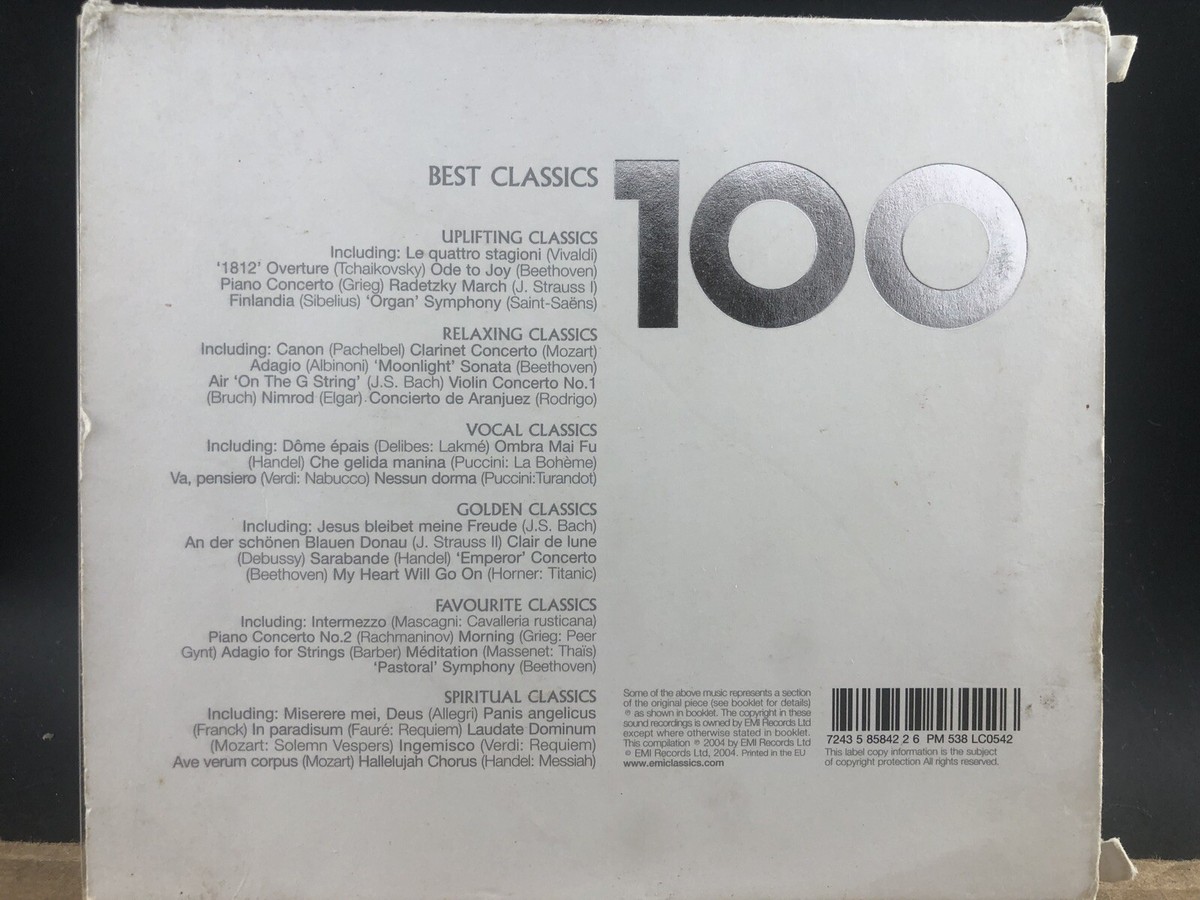 BEST CLASSICS 100
UPLIFTING CLASSICS
Including: Le quattro stagioni (Vivaldi)
'1812' Overture (Tchaikovsky) Ode to Joy (Beethoven)
Piano Concerto (Grieg) Radetzky March (J. Strauss I)
Finlandia (Sibelius) 'Organ' Symphony (Saint-Saëns)
RELAXING CLASSICS
Including: Canon (Pachelbel) Clarinet Concerto (Mozart)
Adagio (Albinoni) 'Moonlight' Sonata (Beethoven)
Air 'On The G String' (J.S. Bach) Violin Concerto No.1
(Bruch) Nimrod (Elgar) Concierto de Aranjuez (Rodrigo)
VOCAL CLASSICS
Including: Dôme épais (Delibes: Lakmé) Ombra Mai Fu
(Handel) Che gelida manina (Puccini: La Bohème)
Va, pensiero (Verdi: Nabucco) Nessun dorma (Puccini:Turandot)
GOLDEN CLASSICS
Including: Jesus bleibet meine Freude (J.S. Bach)
An der schönen Blauen Donau (J. Strauss II) Clair de lune
(Debussy) Sarabande (Handel) 'Emperor' Concerto
(Beethoven) My Heart Will Go On (Horner: Titanic)
FAVOURITE CLASSICS
Including: Intermezzo (Mascagni: Cavalleria rusticana)
Piano Concerto No.2 (Rachmaninov) Morning (Grieg: Peer
Gynt) Adagio for Strings (Barber) Méditation (Massenet: Thaïs)
'Pastoral' Symphony (Beethoven)
SPIRITUAL CLASSICS
Including: Miserere mei, Deus (Allegri) Panis angelicus
(Franck) In paradisum (Fauré: Requiem) Laudate Dominum
(Mozart: Solemn Vespers) Ingemisco (Verdi: Requiem)
Ave verum corpus (Mozart) Hallelujah Chorus (Handel: Messiah)
Some of the above music represents a section
of the original piece (see booklet for details)
℗ as shown in booklet. The copyright in these
sound recordings is owned by EMI Records Ltd
except where otherwise stated in booklet.
This compilation ℗ 2004 by EMI Records Ltd
© EMI Records Ltd, 2004. Printed in the EU
www.emiclassics.com
7243 5 85842 2 6 PM 538 LC0542
This label copy information is the subject
of copyright protection All rights reserved.